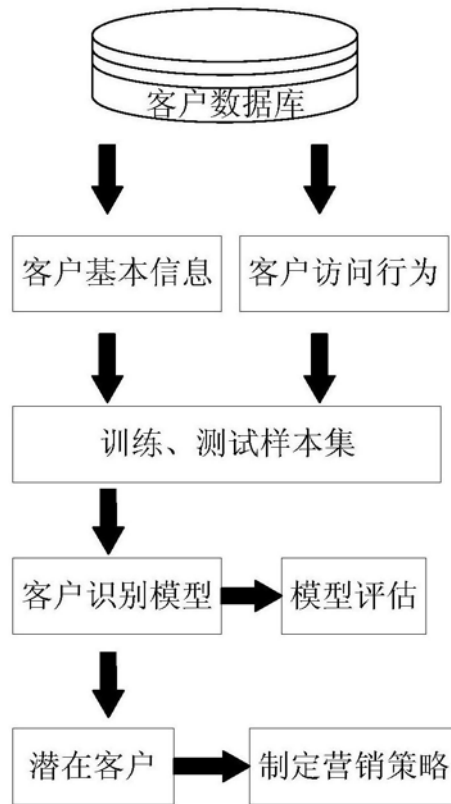 客户数据库
客户基本信息
客户访问行为
训练、测试样本集
客户识别模型
模型评估
潜在客户
制定营销策略